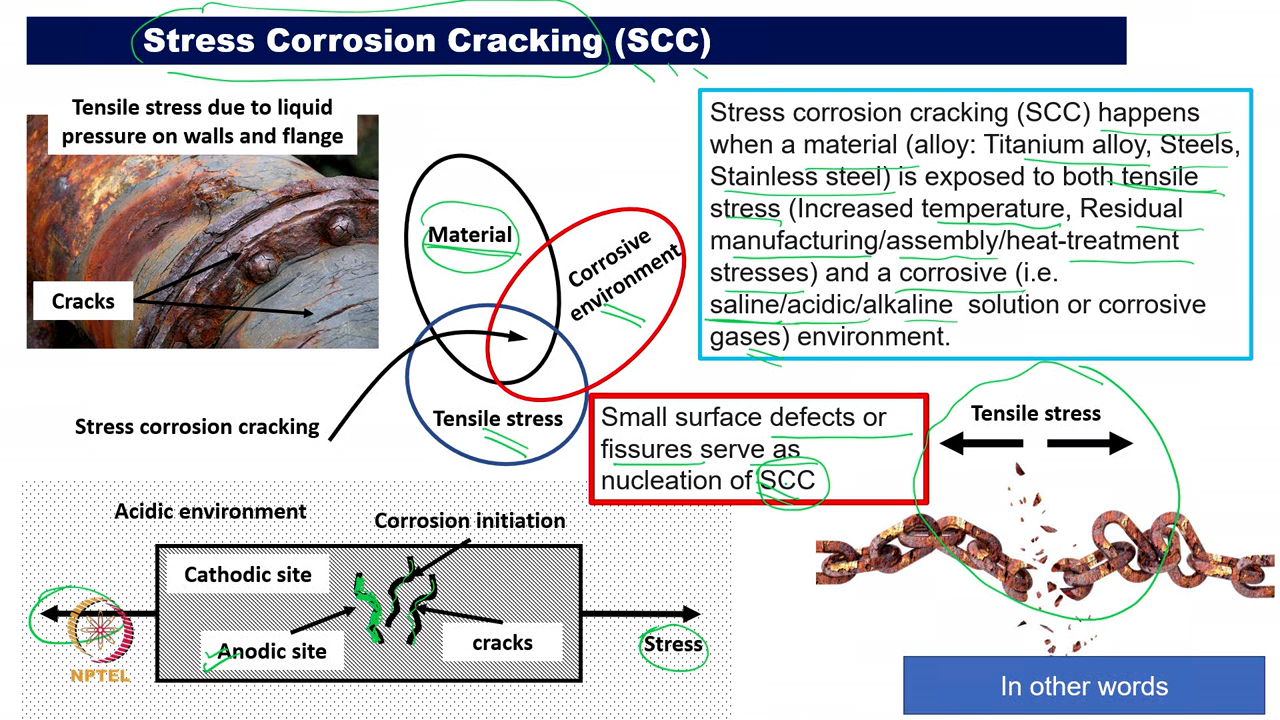 Stress Corrosion Cracking (SCC)
Tensile stress due to liquid
pressure on walls and flange
Cracks
Material
Corrosive
environment
Tensile stress
Stress corrosion cracking
Stress corrosion cracking (SCC) happens
when a material (alloy: Titanium alloy, Steels,
Stainless steel) is exposed to both tensile
stress (Increased temperature, Residual
manufacturing/assembly/heat-treatment
stresses) and a corrosive (i.e.
saline/acidic/alkaline solution or corrosive
gases) environment.
Small surface defects or
fissures serve as
nucleation of SCC
Tensile stress
Acidic environment
Corrosion initiation
Cathodic site
Anodic site
cracks
Stress
NPTEL
In other words